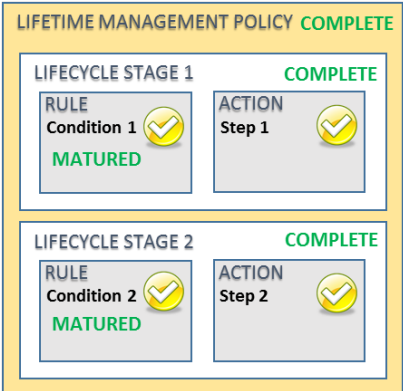 LIFETIME MANAGEMENT POLICY COMPLETE
LIFECYCLE STAGE 1 COMPLETE
RULE
Condition 1
MATURED
ACTION
Step 1
LIFECYCLE STAGE 2 COMPLETE
RULE
Condition 2
MATURED
ACTION
Step 2